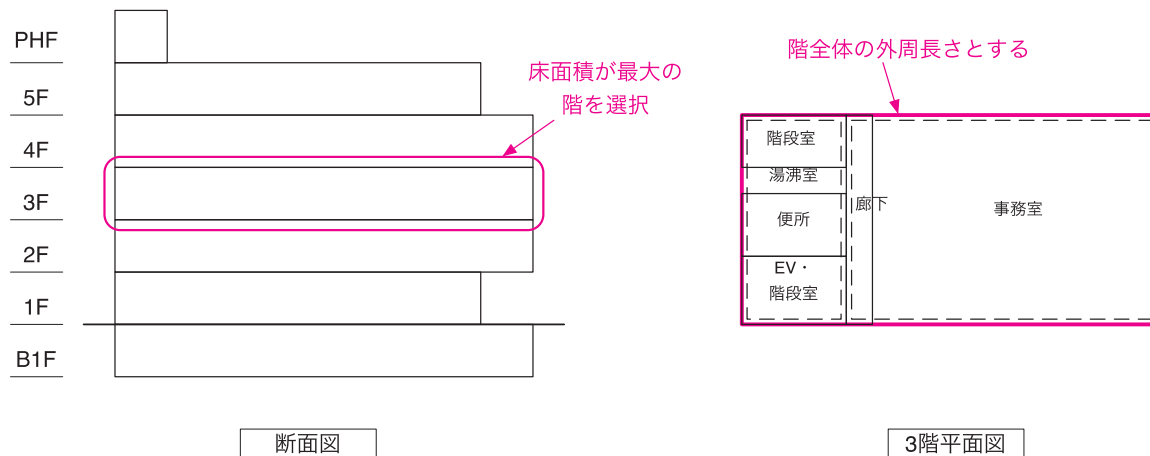 PHF
5F
4F
3F
2F
1F
B1F
床面積が最大の
階を選択
断面図
階全体の外周長さとする
階段室
湯沸室
便所
EV・
階段室
廊下
事務室
3階平面図